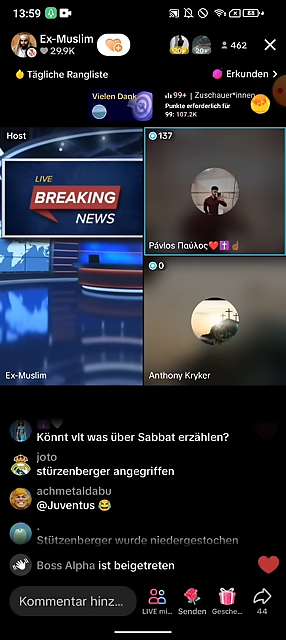 13:59
Ex-Muslim
29.9K
462
Tägliche Rangliste
Erkunden >
Vielen Dank
99+ | Zuschauer*innen
Punkte erforderlich für
99: 107.2K
Host
137
LIVE
BREAKING
NEWS
Pávlos Παύλος❤️✝️☝🏽
0
Ex-Muslim
Anthony Kryker
Könnt vlt was über Sabbat erzählen?
joto
stürzenberger angegriffen
achmetaldabu
@Juventus 😂
.
Stützenberger wurde niedergestochen
Boss Alpha ist beigetreten
Kommentar hinz...
LIVE mi...
Senden
Gesche...
44